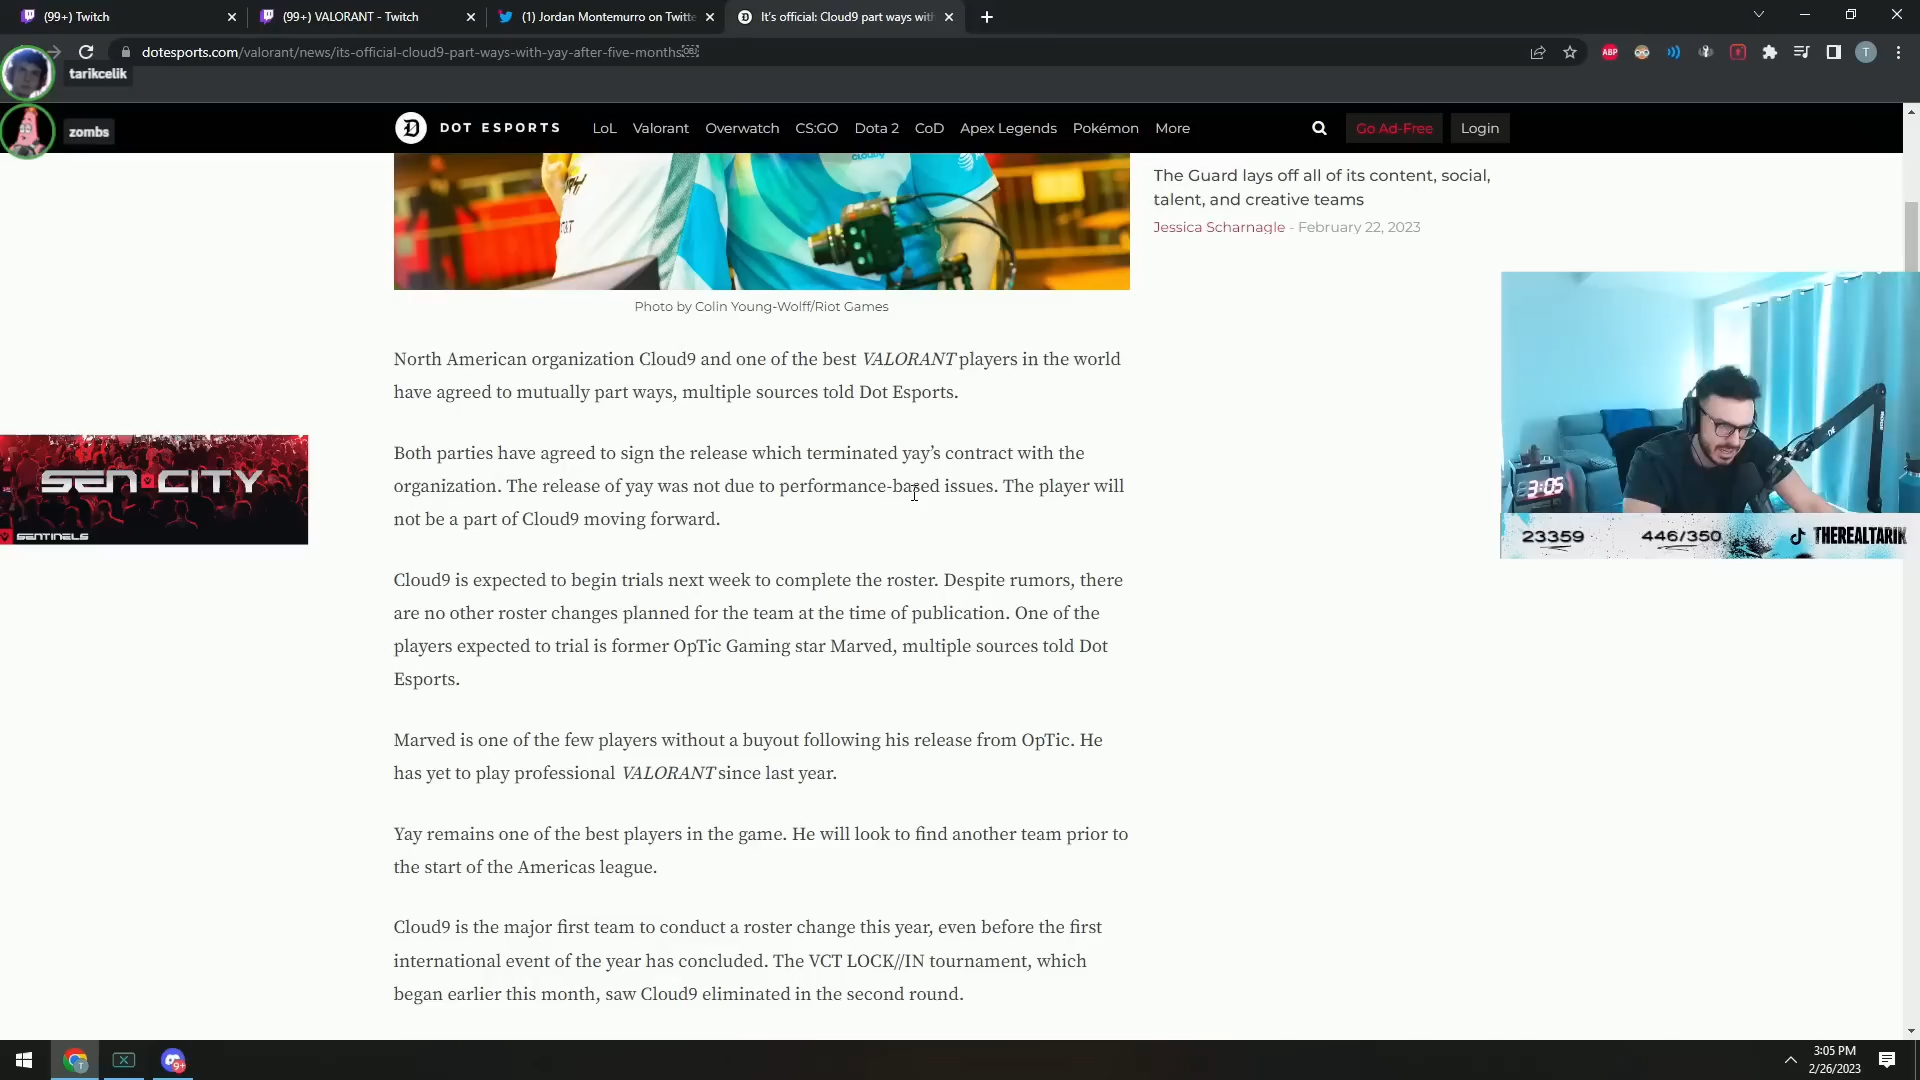 (99+) Twitch
(99+) VALORANT - Twitch
(1) Jordan Montemurro on Twitte
It's official: Cloud9 part ways with
dotesports.com/valorant/news/its-official-cloud9-part-ways-with-yay-after-five-months
ABP
T
tarikcelik
zombs
DOT ESPORTS
LoL
Valorant
Overwatch
CS:GO
Dota 2
CoD
Apex Legends
Pokémon
More
Go Ad-Free
Login
The Guard lays off all of its content, social,
talent, and creative teams
Jessica Scharnagle - February 22, 2023
Photo by Colin Young-Wolff/Riot Games
North American organization Cloud9 and one of the best VALORANT players in the world
have agreed to mutually part ways, multiple sources told Dot Esports.
Both parties have agreed to sign the release which terminated yay’s contract with the
organization. The release of yay was not due to performance-based issues. The player will
not be a part of Cloud9 moving forward.
Cloud9 is expected to begin trials next week to complete the roster. Despite rumors, there
are no other roster changes planned for the team at the time of publication. One of the
players expected to trial is former OpTic Gaming star Marved, multiple sources told Dot
Esports.
Marved is one of the few players without a buyout following his release from OpTic. He
has yet to play professional VALORANT since last year.
Yay remains one of the best players in the game. He will look to find another team prior to
the start of the Americas league.
Cloud9 is the major first team to conduct a roster change this year, even before the first
international event of the year has concluded. The VCT LOCK//IN tournament, which
began earlier this month, saw Cloud9 eliminated in the second round.
SEN CITY
SENTINELS
3:05
23359
446/350
THEREALTARIK
9+
3:05 PM
2/26/2023